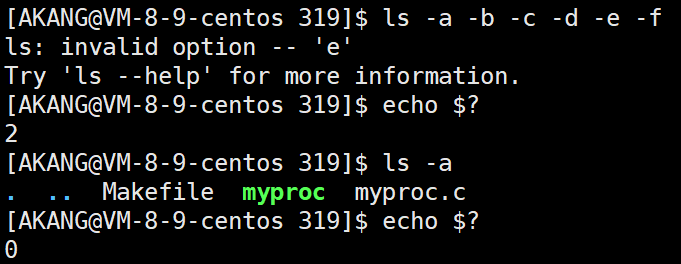 [AKANG@VM-8-9-centos 319]$ ls -a -b -c -d -e -f
ls: invalid option -- 'e'
Try 'ls --help' for more information.
[AKANG@VM-8-9-centos 319]$ echo $?
2
[AKANG@VM-8-9-centos 319]$ ls -a
.  ..  Makefile  myproc  myproc.c
[AKANG@VM-8-9-centos 319]$ echo $?
0